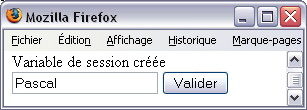 Mozilla Firefox
Fichier Édition Affichage Historique Marque-pages
Variable de session créée
Pascal Valider